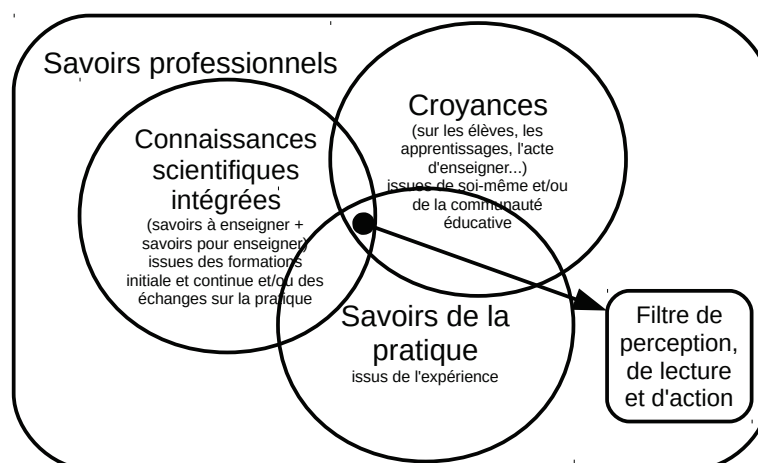 Savoirs professionnels
Connaissances
scientifiques
intégrées
(savoirs à enseigner +
savoirs pour enseigner)
issues des formations
initiale et continue et/ou des
échanges sur la pratique
Croyances
(sur les élèves, les
apprentissages, l'acte
d'enseigner...)
issues de soi-même et/ou
de la communauté
éducative
Savoirs de la
pratique
issus de l'expérience
Filtre de
perception,
de lecture
et d'action